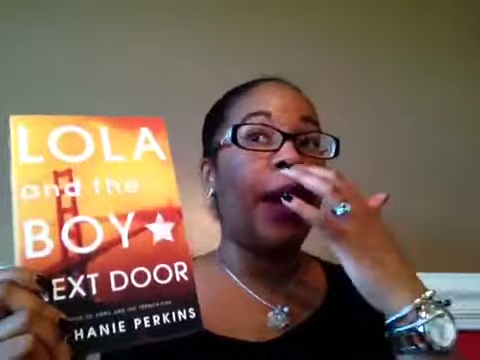 LOLA
and the
BOY
EXT DOOR
HANIE PERKINS